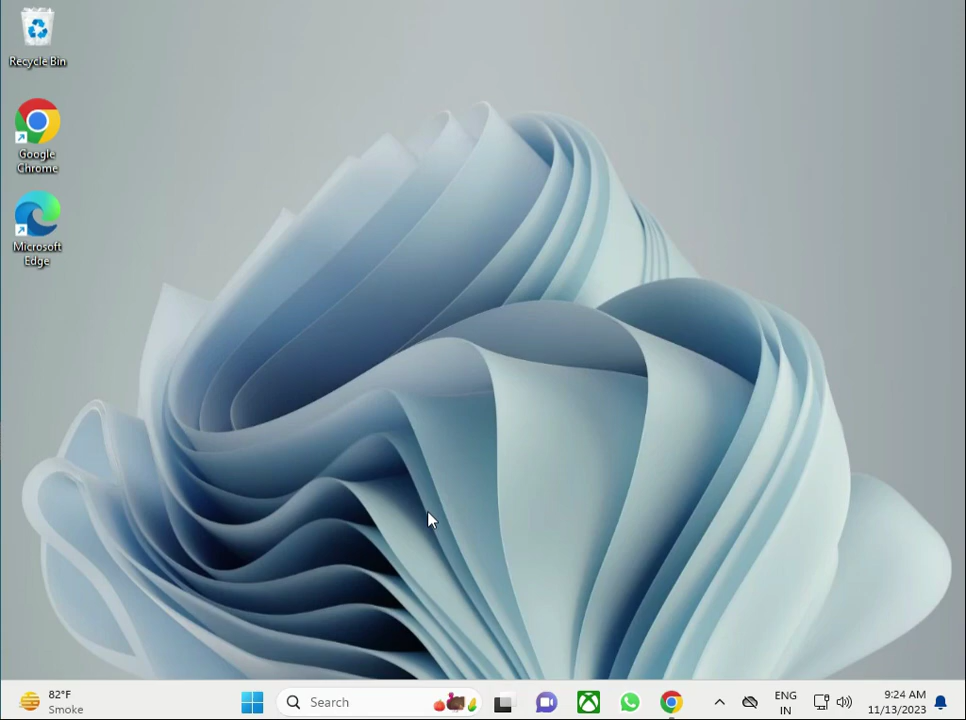 Recycle Bin
Google
Chrome
Microsoft
Edge
82°F
Smoke
Search
ENG
IN
9:24 AM
11/13/2023